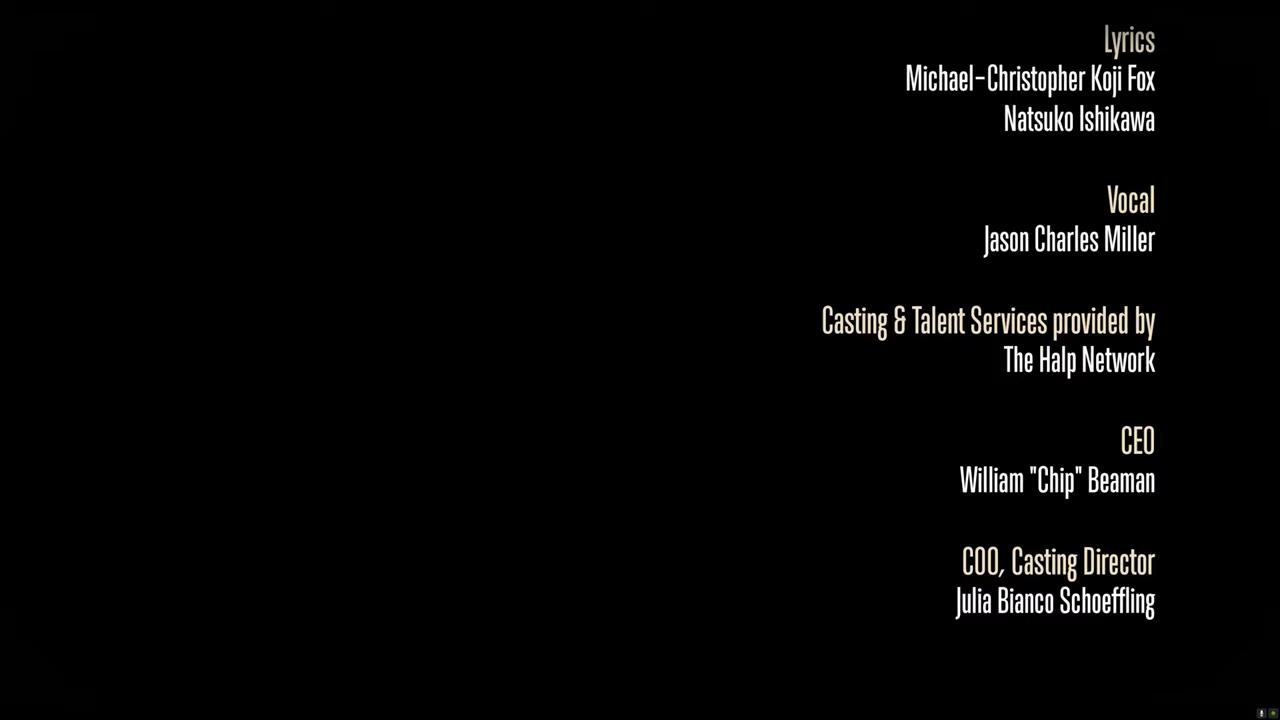 Lyrics
Michael-Christopher Koji Fox
Natsuko Ishikawa
Vocal
Jason Charles Miller
Casting & Talent Services provided by
The Halp Network
CEO
William "Chip" Beaman
COO, Casting Director
Julia Bianco Schoeffling